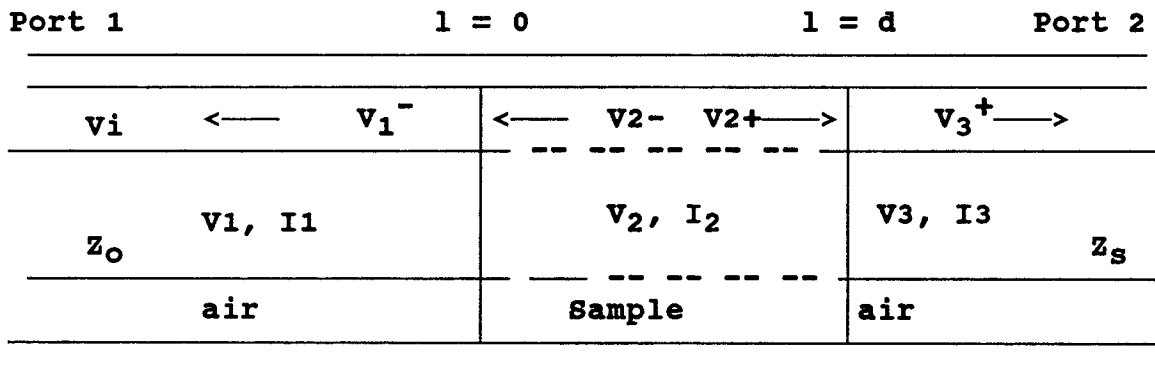 Port 1 l = 0 l = d Port 2
Vi <— V₁⁻ <— V2- V2+—> V₃⁺—>
V1, I1 V₂, I₂ V3, I3
Zₒ Zₛ
air Sample air